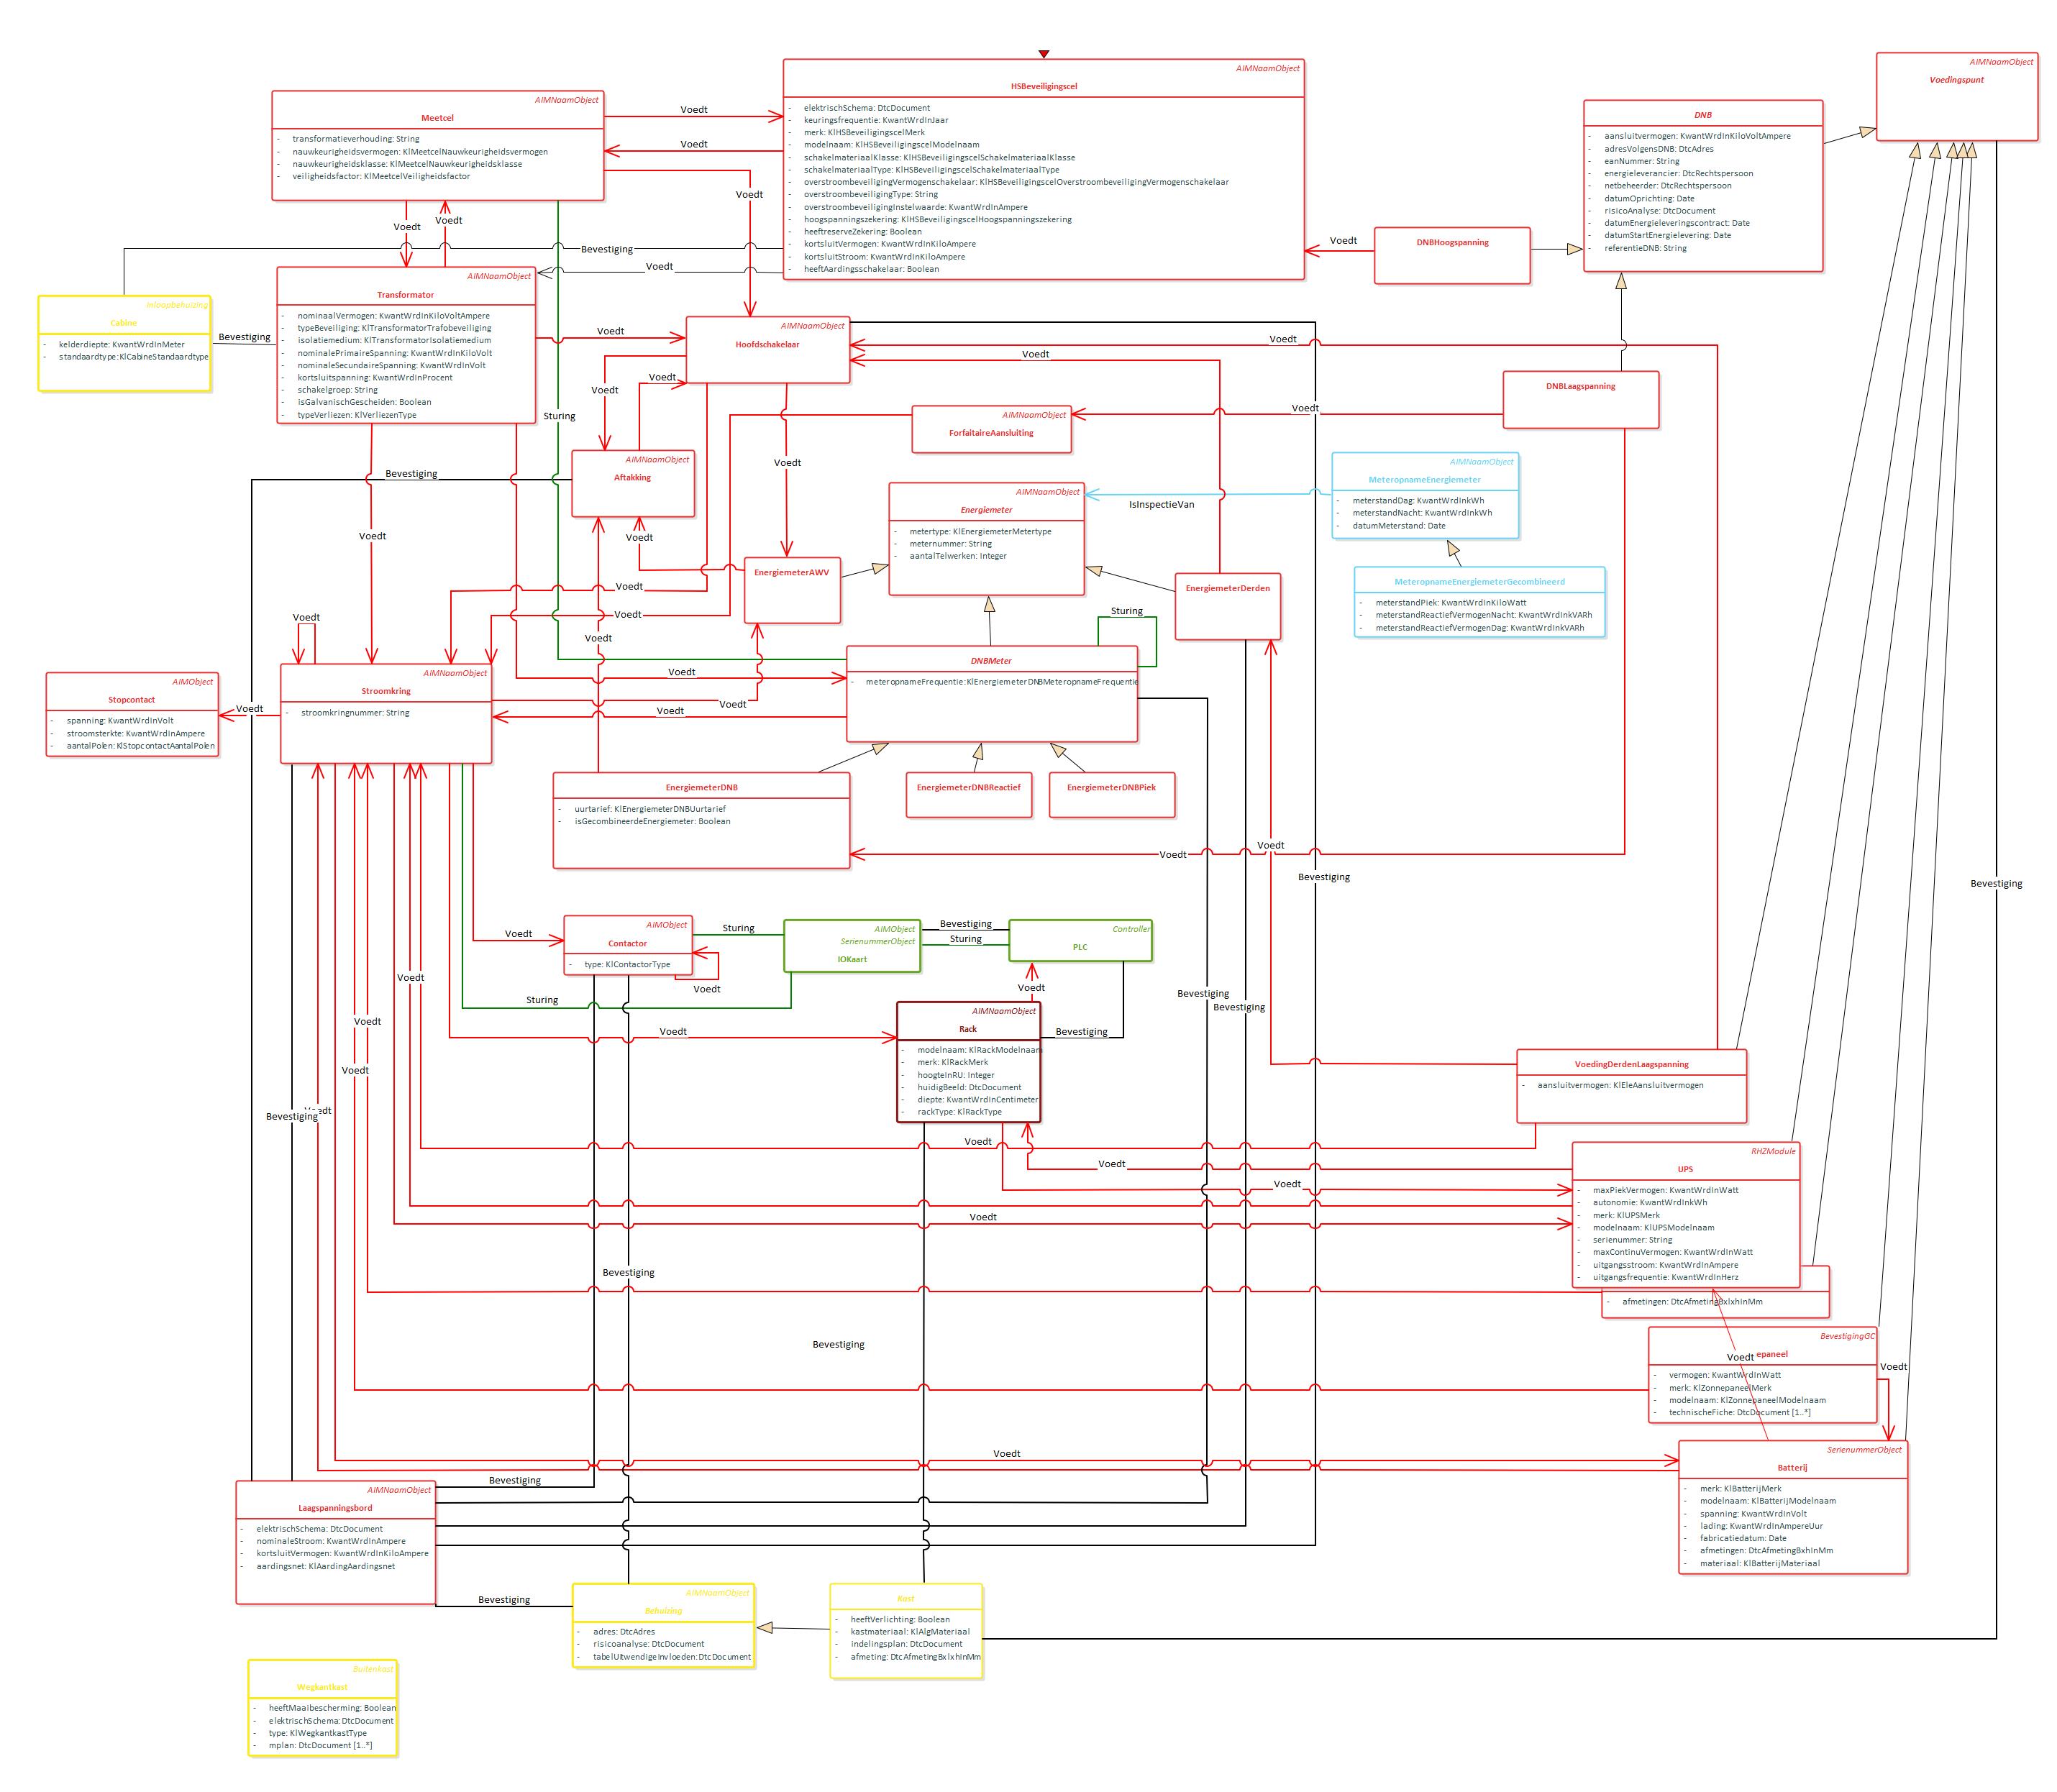 AIMNaamObject
HSBeveiligingscel
- elektrischSchema: DtcDocument
- keuringsfrequentie: KwantWrdInJaar
- merk: KlHSBeveiligingscelMerk
- modelnaam: KlHSBeveiligingscelModelnaam
- schakelmateriaalKlasse: KlHSBeveiligingscelSchakelmateriaalKlasse
- schakelmateriaalType: KlHSBeveiligingscelSchakelmateriaalType
- overstroombeveiligingVermogenschakelaar: KlHSBeveiligingscelOverstroombeveiligingVermogenschakelaar
- overstroombeveiligingType: String
- overstroombeveiligingInstelwaarde: KwantWrdInAmpere
- hoogspanningszekering: KlHSBeveiligingscelHoogspanningszekering
- heeftreserveZekering: Boolean
- kortsluitVermogen: KwantWrdInKiloAmpere
- kortsluitStroom: KwantWrdInKiloAmpere
- heeftAardingsschakelaar: Boolean
AIMNaamObject
Voedingspunt
AIMNaamObject
Meetcel
- transformatieverhouding: String
- nauwkeurigheidsvermogen: KlMeetcelNauwkeurigheidsvermogen
- nauwkeurigheidsklasse: KlMeetcelNauwkeurigheidsklasse
- veiligheidsfactor: KlMeetcelVeiligheidsfactor
Voedt
Voedt
Voedt
Voedt
Voedt
DNB
- aansluitvermogen: KwantWrdInKiloVoltAmpere
- adresVolgensDNB: DtcAdres
- eanNummer: String
- energieleverancier: DtcRechtspersoon
- netbeheerder: DtcRechtspersoon
- datumOprichting: Date
- risicoAnalyse: DtcDocument
- datumEnergieleveringscontract: Date
- datumStartEnergielevering: Date
- referentieDNB: String
DNBHoogspanning
Voedt
Bevestiging
Voedt
AIMNaamObject
Transformator
- nominaalVermogen: KwantWrdInKiloVoltAmpere
- typeBeveiliging: KlTransformatorTrafobeveiliging
- isolatiemedium: KlTransformatorIsolatiemedium
- nominalePrimaireSpanning: KwantWrdInKiloVolt
- nominaleSecundaireSpanning: KwantWrdInVolt
- kortsluitspanning: KwantWrdInProcent
- schakelgroep: String
- isGalvanischGescheiden: Boolean
- typeVerliezen: KlVerliezenType
Inloopbehuizing
Cabine
- kelderdiepte: KwantWrdInMeter
- standaardtype:KlCabineStandaardtype
Bevestiging
Voedt
AIMNaamObject
Hoofdschakelaar
Voedt
Voedt
Voedt
Voedt
DNBLaagspanning
Voedt
AIMNaamObject
ForfaitaireAansluiting
Sturing
AIMNaamObject
Aftakking
Bevestiging
Voedt
AIMNaamObject
MeteropnameEnergiemeter
- meterstandDag: KwantWrdInkWh
- meterstandNacht: KwantWrdInkWh
- datumMeterstand: Date
IsInspectieVan
AIMNaamObject
Energiemeter
- metertype: KlEnergiemeterMetertype
- meternummer: String
- aantalTelwerken: Integer
Voedt
Voedt
EnergiemeterAWV
EnergiemeterDerden
MeteropnameEnergiemeterGecombineerd
- meterstandPiek: KwantWrdInKiloWatt
- meterstandReactiefVermogenNacht: KwantWrdInkVARh
- meterstandReactiefVermogenDag: KwantWrdInkVARh
Voedt
Voedt
Voedt
Voedt
Sturing
AIMNaamObject
Stroomkring
- stroomkringnummer: String
AIMObject
Stopcontact
- spanning: KwantWrdInVolt
- stroomsterkte: KwantWrdInAmpere
- aantalPolen: KlStopcontactAantalPolen
Voedt
DNBMeter
- meteropnameFrequentie:KlEnergiemeterDNBMeteropnameFrequentie
Voedt
Voedt
Voedt
EnergiemeterDNB
- uurtarief: KlEnergiemeterDNBUurtarief
- isGecombineerdeEnergiemeter: Boolean
EnergiemeterDNBReactief
EnergiemeterDNBPiek
Voedt
Voedt
Bevestiging
Bevestiging
AIMObject
Contactor
- type: KlContactorType
Voedt
Voedt
Sturing
AIMObject
SerienummerObject
IOKaart
Bevestiging
Sturing
Controller
PLC
Sturing
Voedt
Voedt
Bevestiging
Bevestiging
Bevestiging
AIMNaamObject
Rack
- modelnaam: KlRackModelnaam
- merk: KlRackMerk
- hoogteInRU: Integer
- huidigBeeld: DtcDocument
- diepte: KwantWrdInCentimeter
- rackType: KlRackType
Voedt
Voedt
Voedt
Bevestiging
VoedingDerdenLaagspanning
- aansluitvermogen: KlEleAansluitvermogen
Voedt
Voedt
Voedt
Voedt
RHZModule
UPS
- maxPiekVermogen: KwantWrdInWatt
- autonomie: KwantWrdInkWh
- merk: KlUPSMerk
- modelnaam: KlUPSModelnaam
- serienummer: String
- maxContinuVermogen: KwantWrdInWatt
- uitgangsstroom: KwantWrdInAmpere
- uitgangsfrequentie: KwantWrdInHerz
- afmetingen: DtcAfmetingBxlxhInMm
Bevestiging
Bevestiging
BevestigingGC
epaneel
- vermogen: KwantWrdInWatt
- merk: KlZonnepaneelMerk
- modelnaam: KlZonnepaneelModelnaam
- technischeFiche: DtcDocument [1..*]
Voedt
Voedt
Voedt
SerienummerObject
Batterij
- merk: KlBatterijMerk
- modelnaam: KlBatterijModelnaam
- spanning: KwantWrdInVolt
- lading: KwantWrdInAmpereUur
- fabricatiedatum: Date
- afmetingen: DtcAfmetingBxhInMm
- materiaal: KlBatterijMateriaal
AIMNaamObject
Laagspanningsbord
- elektrischSchema: DtcDocument
- nominaleStroom: KwantWrdInAmpere
- kortsluitVermogen: KwantWrdInKiloAmpere
- aardingsnet: KlAardingAardingsnet
Bevestiging
Bevestiging
AIMNaamObject
Behuizing
- adres: DtcAdres
- risicoanalyse: DtcDocument
- tabelUitwendigeInvloeden:DtcDocument
Kast
- heeftVerlichting: Boolean
- kastmateriaal: KlAlgMateriaal
- indelingsplan: DtcDocument
- afmeting: DtcAfmetingBxlxhInMm
Buitenkast
Wegkantkast
- heeftMaaibescherming: Boolean
- elektrischSchema:DtcDocument
- type: KlWegkantkastType
- mplan: DtcDocument [1..*]